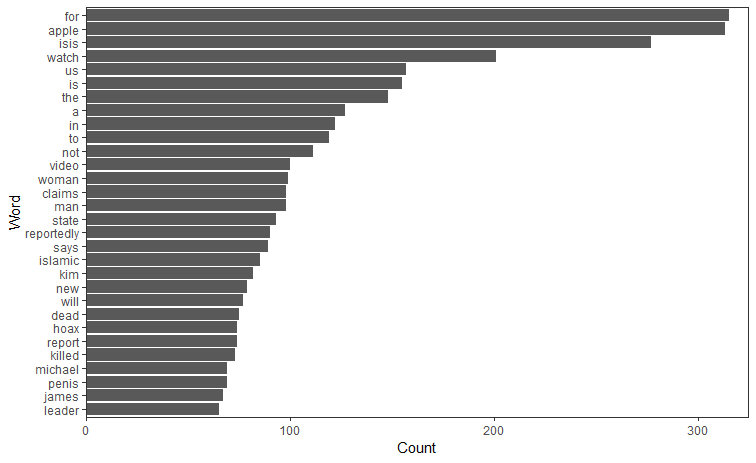 for
apple
isis
watch
us
is
the
a
in
to
not
video
woman
claims
man
state
reportedly
says
islamic
kim
new
will
dead
hoax
report
killed
michael
penis
james
leader
Word
0 100 200 300
Count